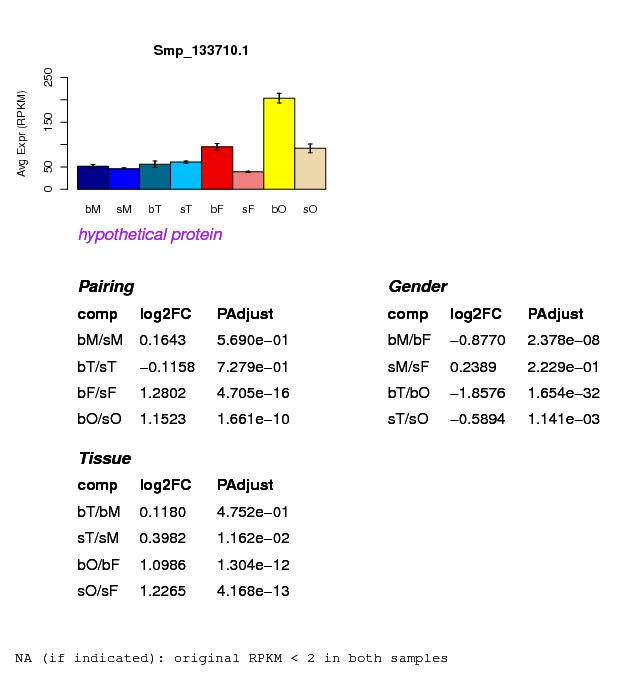 Smp_133710.1
Avg Expr (RPKM)
250
150
50
0
bM sM bT sT bF sF bO sO
hypothetical protein
Pairing
comp log2FC PAdjust
bM/sM 0.1643 5.690e−01
bT/sT −0.1158 7.279e−01
bF/sF 1.2802 4.705e−16
bO/sO 1.1523 1.661e−10
Gender
comp log2FC PAdjust
bM/bF −0.8770 2.378e−08
sM/sF 0.2389 2.229e−01
bT/bO −1.8576 1.654e−32
sT/sO −0.5894 1.141e−03
Tissue
comp log2FC PAdjust
bT/bM 0.1180 4.752e−01
sT/sM 0.3982 1.162e−02
bO/bF 1.0986 1.304e−12
sO/sF 1.2265 4.168e−13
NA (if indicated): original RPKM < 2 in both samples